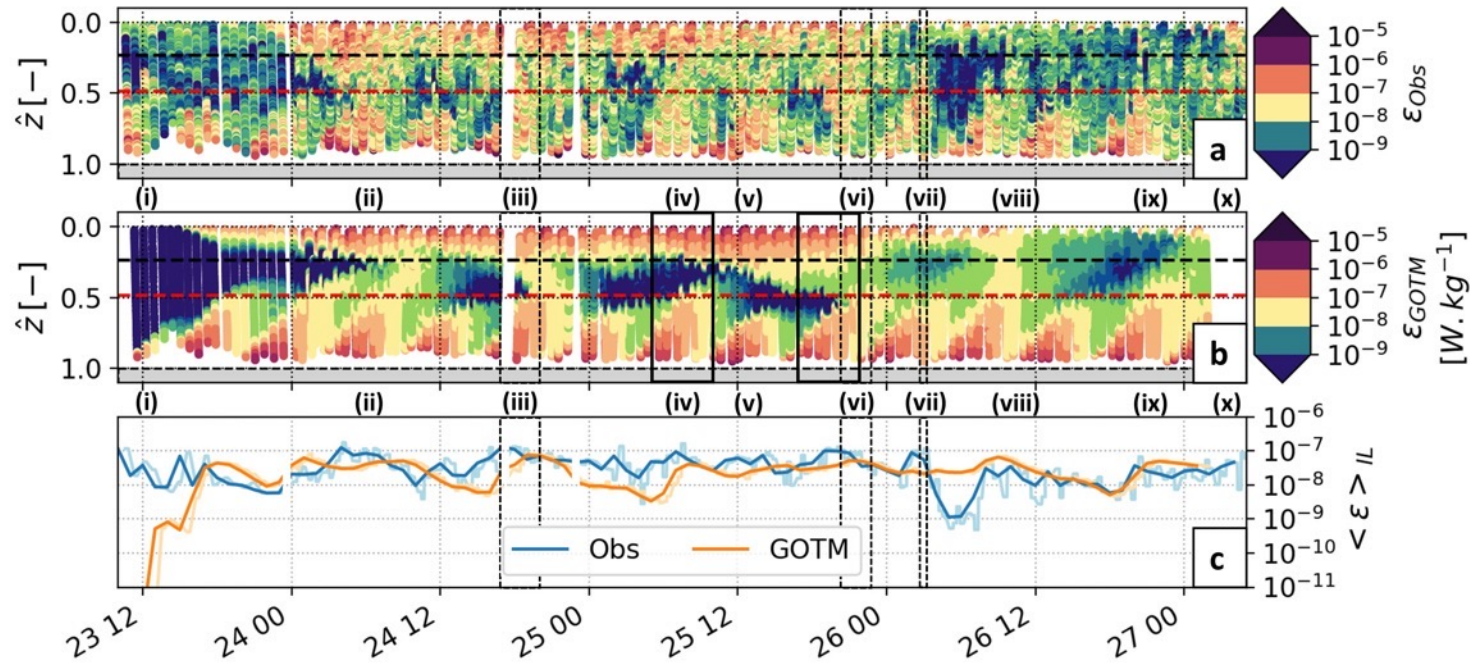 0.0
0.5
1.0
ẑ [–]
a
10⁻⁵
10⁻⁶
10⁻⁷
10⁻⁸
10⁻⁹
ε_Obs
(i) (ii) (iii) (iv) (v) (vi) (vii) (viii) (ix) (x)
0.0
0.5
1.0
ẑ [–]
b
10⁻⁵
10⁻⁶
10⁻⁷
10⁻⁸
10⁻⁹
ε_GOTM
[W.kg⁻¹]
(i) (ii) (iii) (iv) (v) (vi) (vii) (viii) (ix) (x)
Obs GOTM
c
10⁻⁶
10⁻⁷
10⁻⁸
10⁻⁹
10⁻¹⁰
10⁻¹¹
< ε >_IL
23 12 24 00 24 12 25 00 25 12 26 00 26 12 27 00